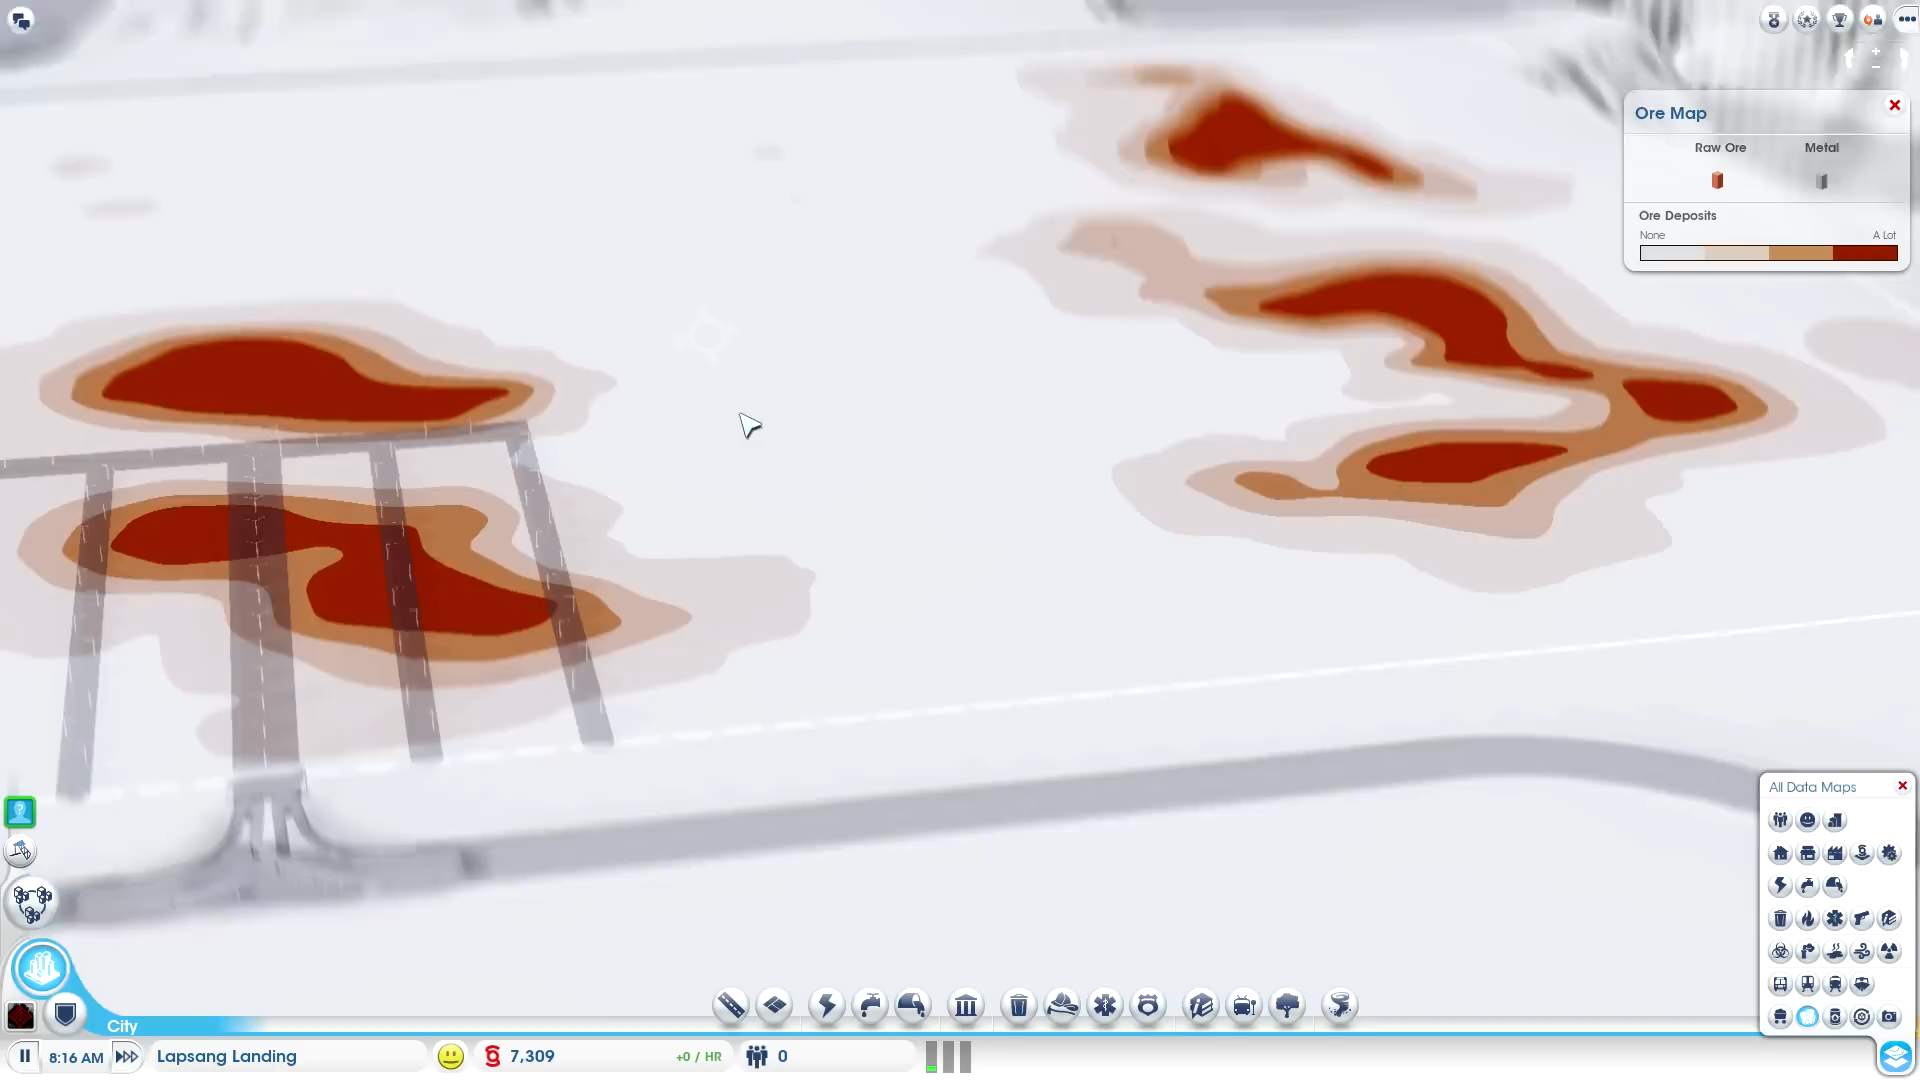 Ore Map
Raw Ore Metal
Ore Deposits
None A Lot
All Data Maps
City
8:16 AM Lapsang Landing 7,309 +0 / HR 0